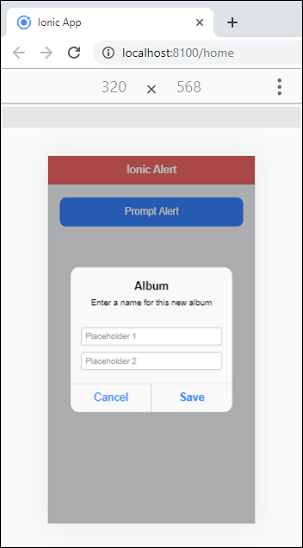 Ionic App
localhost:8100/home
320 × 568
Ionic Alert
Prompt Alert
Album
Enter a name for this new album
Placeholder 1
Placeholder 2
Cancel
Save